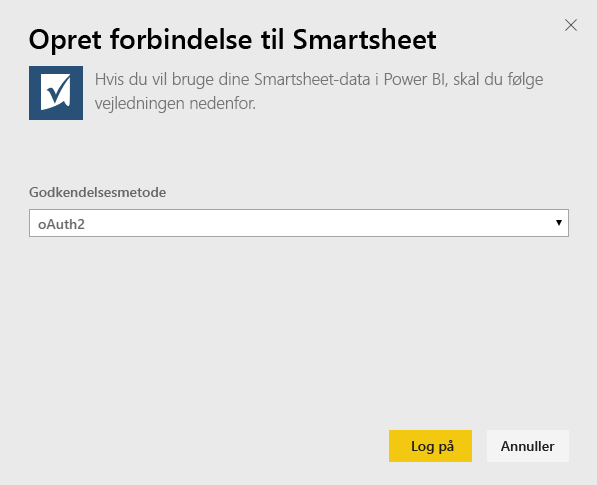 Opret forbindelse til Smartsheet
Hvis du vil bruge dine Smartsheet-data i Power BI, skal du følge
vejledningen nedenfor.
Godkendelsesmetode
oAuth2
Log på
Annuller